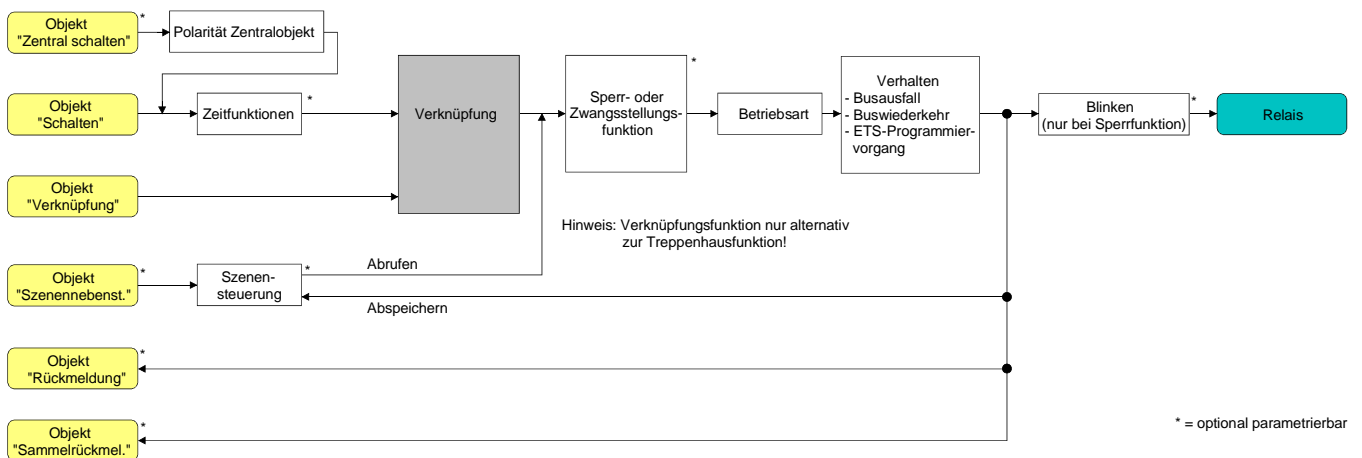 Objekt
"Zentral schalten"
*
Polarität Zentralobjekt
Objekt
"Schalten"
Zeitfunktionen
*
Verknüpfung
Sperr- oder
Zwangsstellungs-
funktion
*
Betriebsart
Verhalten
- Busausfall
- Buswiederkehr
- ETS-Programmier-
vorgang
Blinken
(nur bei Sperrfunktion)
*
Relais
Objekt
"Verknüpfung"
Hinweis: Verknüpfungsfunktion nur alternativ
zur Treppenhausfunktion!
Objekt
"Szenennebenst."
*
Szenen-
steuerung
*
Abrufen
Abspeichern
Objekt
"Rückmeldung"
*
Objekt
"Sammelrückmel."
*
* = optional parametrierbar